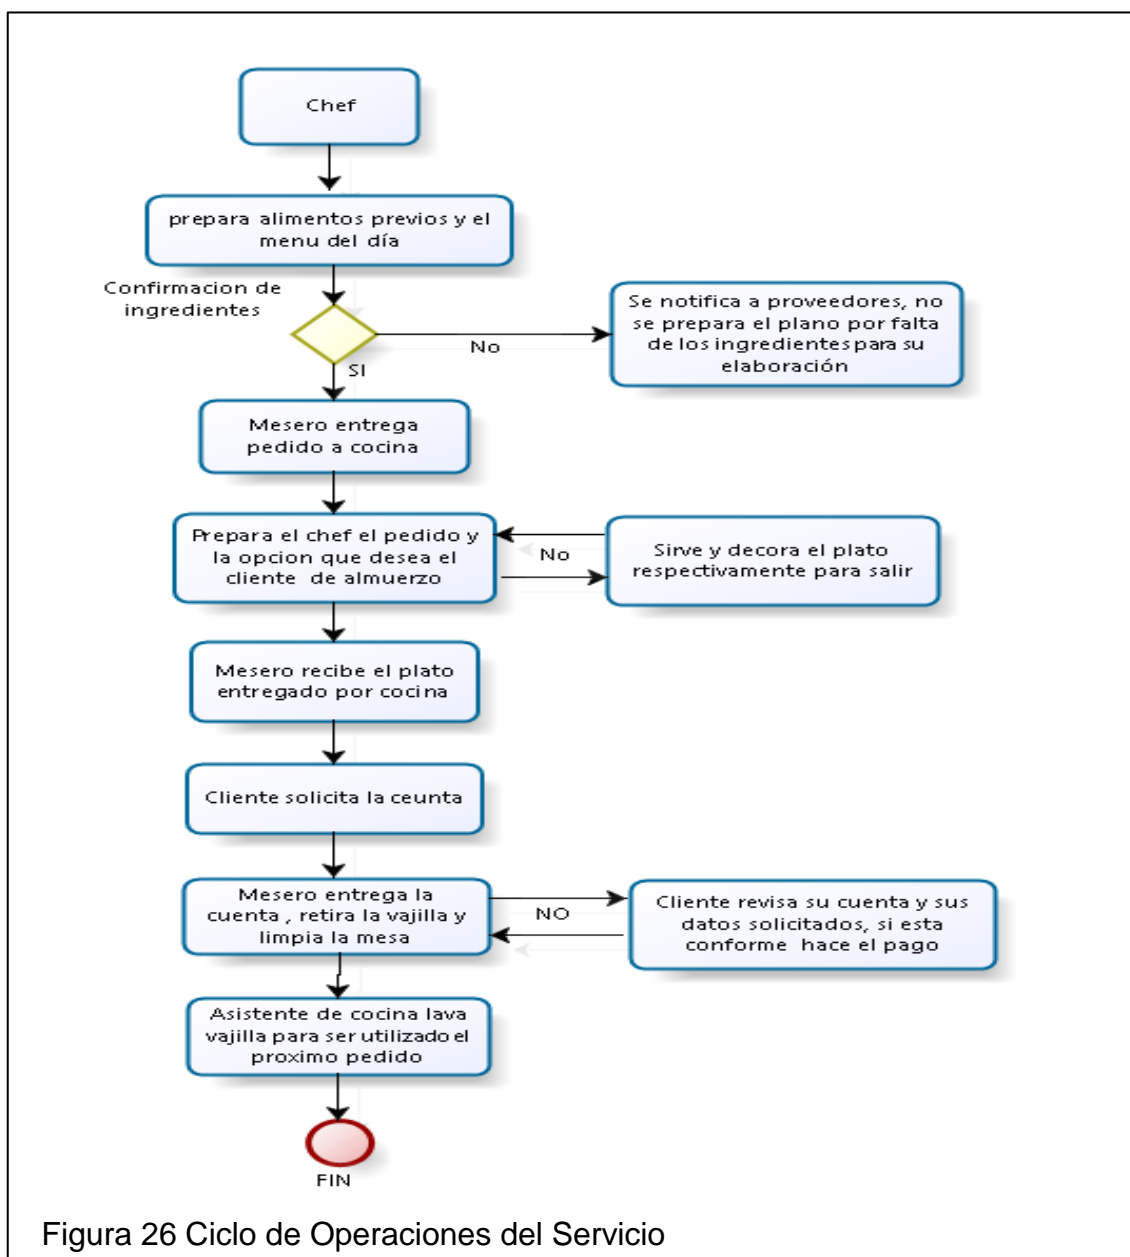 Chef
prepara alimentos previos y el
menu del día
Confirmacion de
ingredientes
Se notifica a proveedores, no
se prepara el plano por falta
de los ingredientes para su
elaboración
No
SI
Mesero entrega
pedido a cocina
Prepara el chef el pedido y
la opcion que desea el
cliente de almuerzo
No
Sirve y decora el plato
respectivamente para salir
Mesero recibe el plato
entregado por cocina
Cliente solicita la ceunta
Mesero entrega la
cuenta , retira la vajilla y
limpia la mesa
NO
Cliente revisa su cuenta y sus
datos solicitados, si esta
conforme hace el pago
Asistente de cocina lava
vajilla para ser utilizado el
proximo pedido
FIN
Figura 26 Ciclo de Operaciones del Servicio